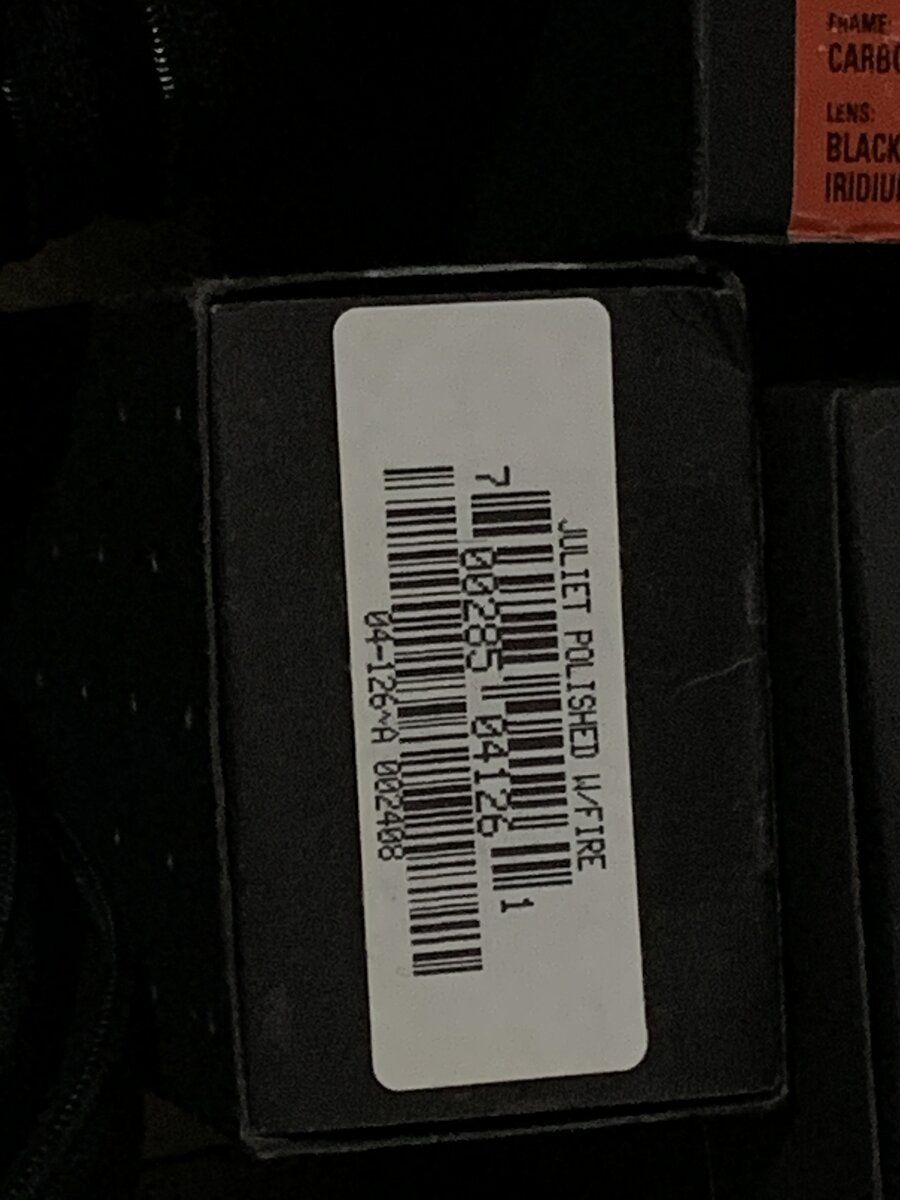 FRAME:
CARBO
LENS:
BLACK
IRIDIU
JULIET POLISHED W/FIRE
7 00285 04126 1
04-126~A 002408